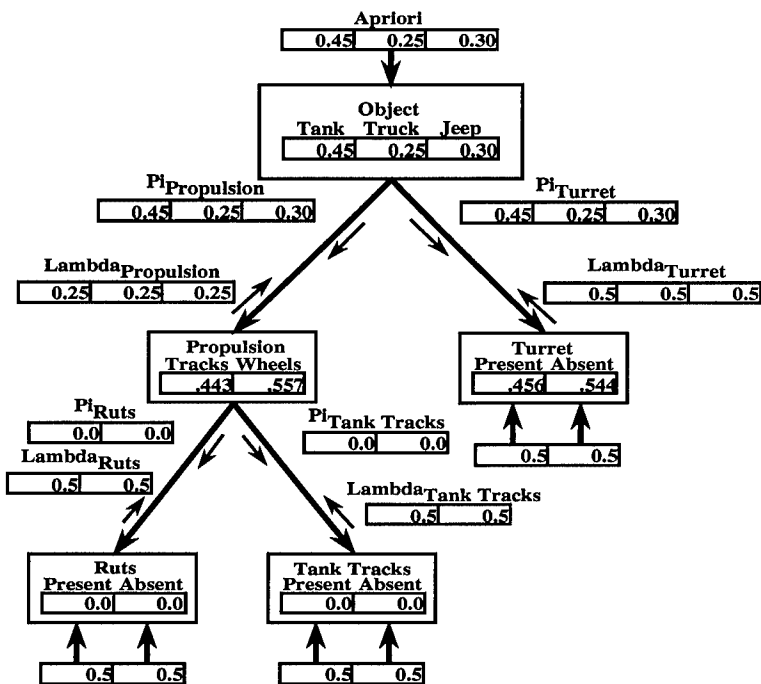 Apriori
0.45 0.25 0.30
Object
Tank Truck Jeep
0.45 0.25 0.30
PiPropulsion
0.45 0.25 0.30
PiTurret
0.45 0.25 0.30
LambdaPropulsion
0.25 0.25 0.25
LambdaTurret
0.5 0.5 0.5
Propulsion
Tracks Wheels
.443 .557
Turret
Present Absent
.456 .544
PiRuts
0.0 0.0
PiTank Tracks
0.0 0.0
0.5 0.5
LambdaRuts
0.5 0.5
LambdaTank Tracks
0.5 0.5
Ruts
Present Absent
0.0 0.0
Tank Tracks
Present Absent
0.0 0.0
0.5 0.5
0.5 0.5